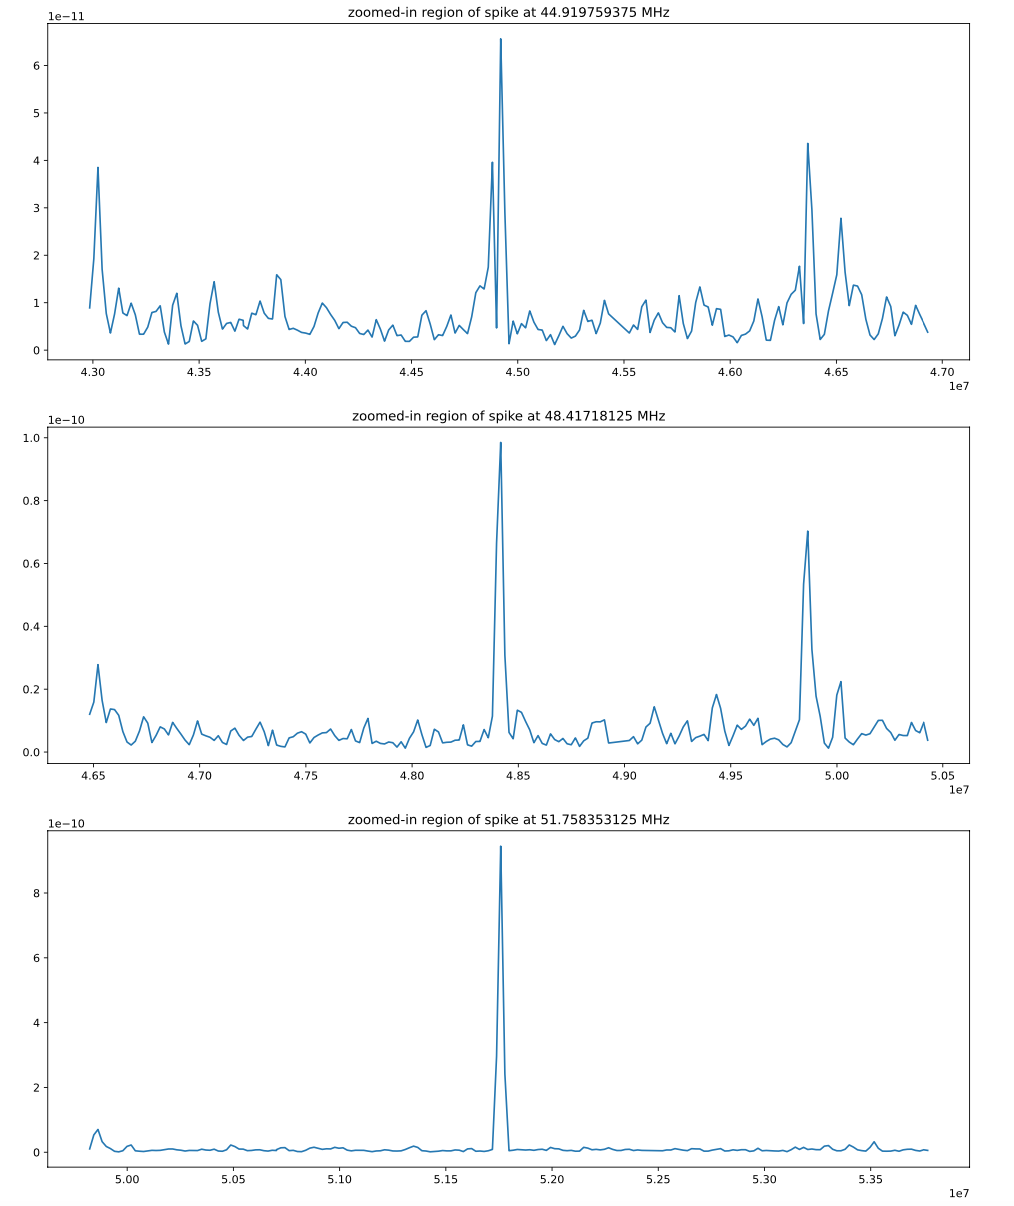 zoomed-in region of spike at 44.919759375 MHz
1e−11
6
5
4
3
2
1
0
4.30 4.35 4.40 4.45 4.50 4.55 4.60 4.65 4.70
1e7
zoomed-in region of spike at 48.41718125 MHz
1e−10
1.0
0.8
0.6
0.4
0.2
0.0
4.65 4.70 4.75 4.80 4.85 4.90 4.95 5.00 5.05
1e7
zoomed-in region of spike at 51.758353125 MHz
1e−10
8
6
4
2
0
5.00 5.05 5.10 5.15 5.20 5.25 5.30 5.35
1e7